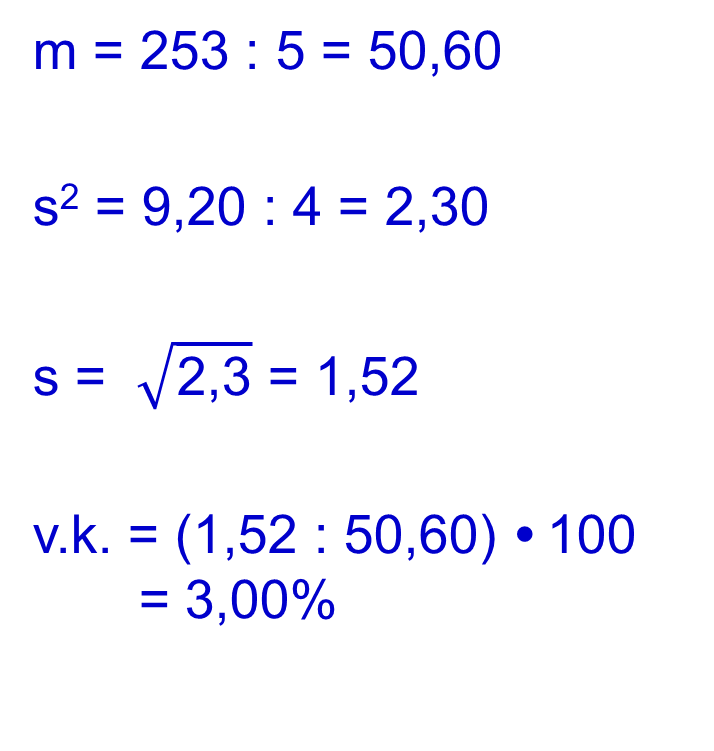 m = 253 : 5 = 50,60
s² = 9,20 : 4 = 2,30
s = √2,3 = 1,52
v.k. = (1,52 : 50,60) • 100
= 3,00%